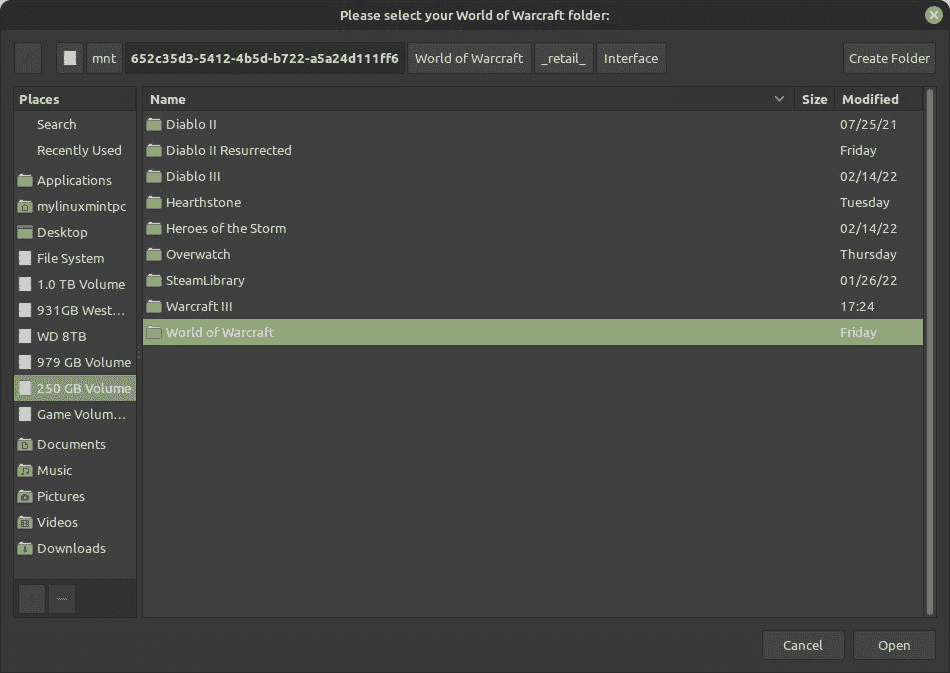 Please select your World of Warcraft folder:
mnt 652c35d3-5412-4b5d-b722-a5a24d111ff6 World of Warcraft _retail_ Interface Create Folder
Places Name Size Modified
Search Diablo II 07/25/21
Recently Used Diablo II Resurrected Friday
Applications Diablo III 02/14/22
mylinuxmintpc Hearthstone Tuesday
Desktop Heroes of the Storm 02/14/22
File System Overwatch Thursday
1.0 TB Volume SteamLibrary 01/26/22
931GB West... Warcraft III 17:24
WD 8TB World of Warcraft Friday
979 GB Volume
250 GB Volume
Game Volum...
Documents
Music
Pictures
Videos
Downloads
Cancel Open